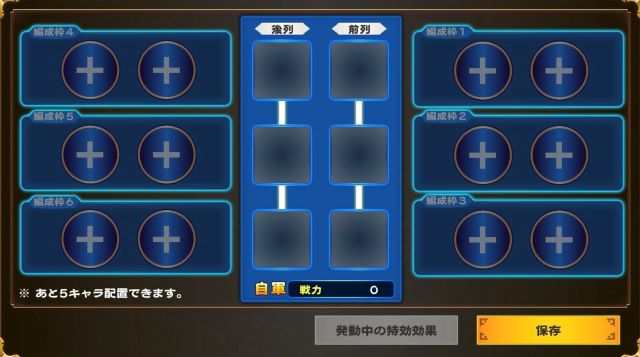 編成枠4
編成枠5
編成枠6
後列
前列
編成枠1
編成枠2
編成枠3
自軍 戦力 0
※ あと5キャラ配置できます。
発動中の特効効果
保存